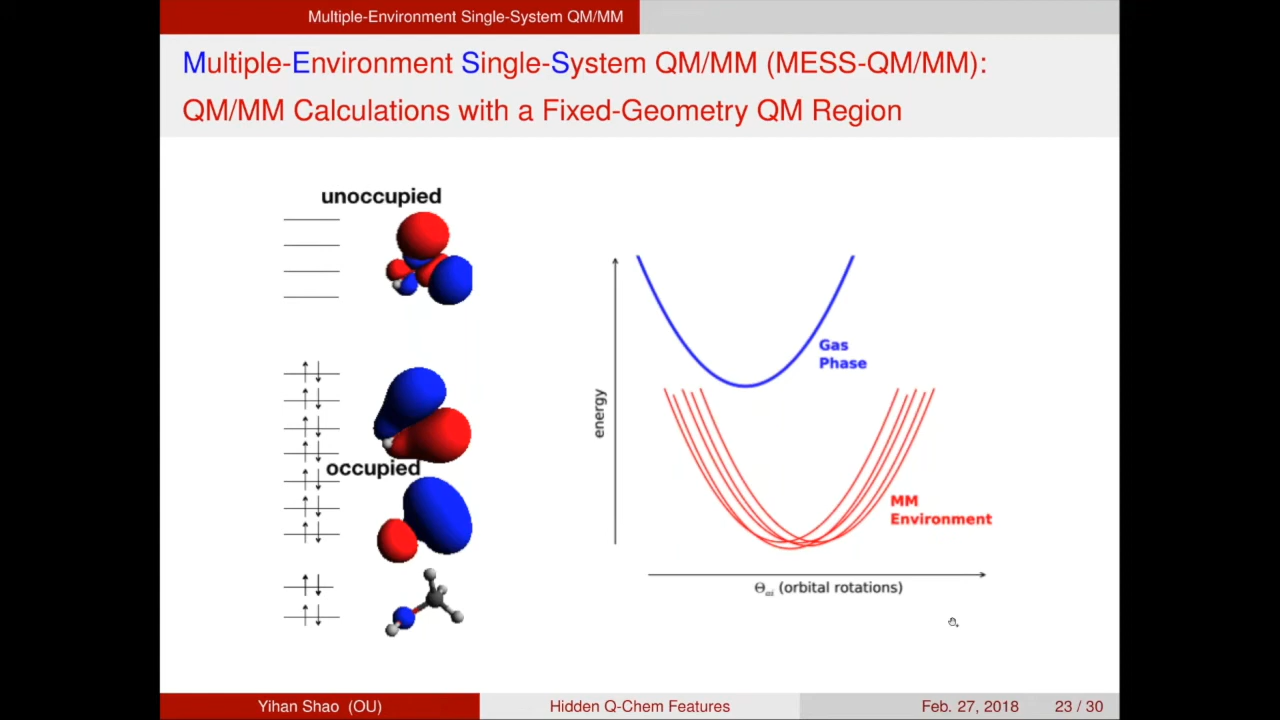 Multiple-Environment Single-System QM/MM
Multiple-Environment Single-System QM/MM (MESS-QM/MM):
QM/MM Calculations with a Fixed-Geometry QM Region
unoccupied
occupied
energy
Gas
Phase
MM
Environment
Θai (orbital rotations)
Yihan Shao (OU)
Hidden Q-Chem Features
Feb. 27, 2018
23 / 30